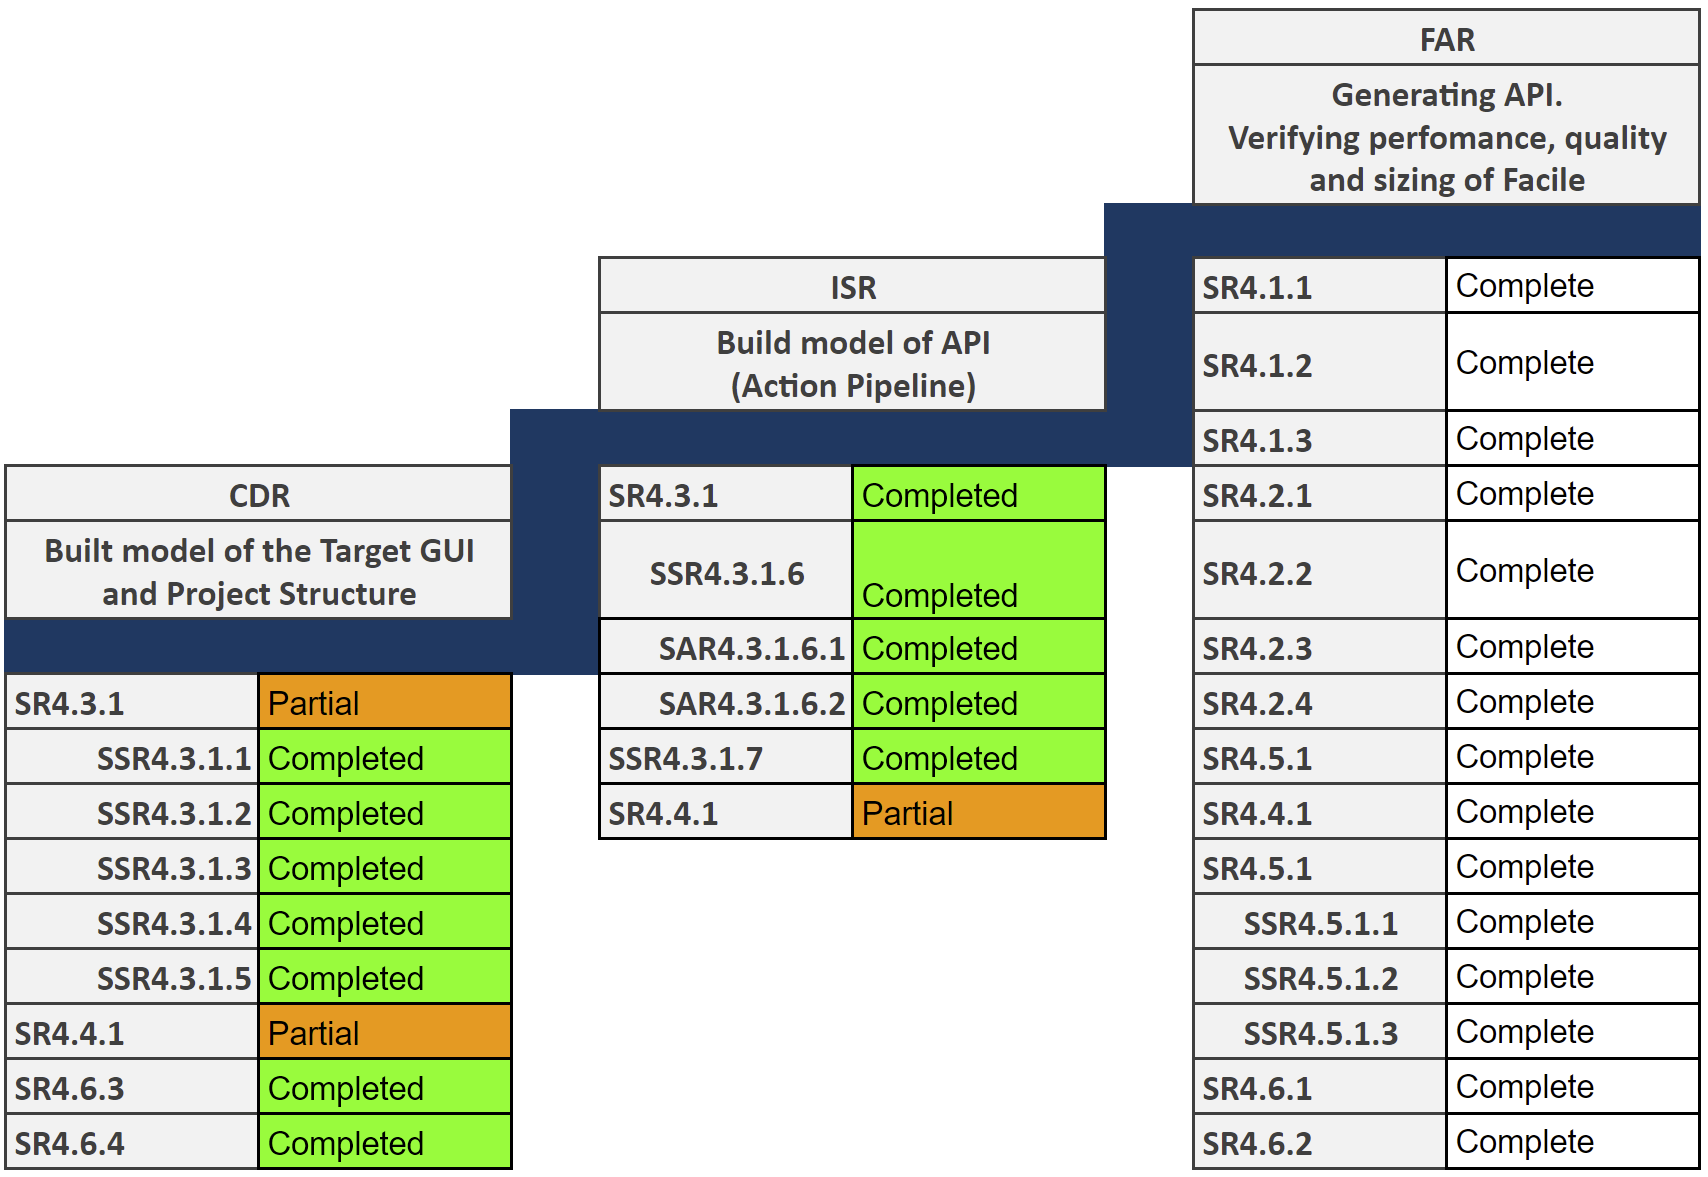 CDR
Built model of the Target GUI
and Project Structure
SR4.3.1 Partial
SSR4.3.1.1 Completed
SSR4.3.1.2 Completed
SSR4.3.1.3 Completed
SSR4.3.1.4 Completed
SSR4.3.1.5 Completed
SR4.4.1 Partial
SR4.6.3 Completed
SR4.6.4 Completed
ISR
Build model of API
(Action Pipeline)
SR4.3.1 Completed
SSR4.3.1.6 Completed
SAR4.3.1.6.1 Completed
SAR4.3.1.6.2 Completed
SSR4.3.1.7 Completed
SR4.4.1 Partial
FAR
Generating API.
Verifying perfomance, quality
and sizing of Facile
SR4.1.1 Complete
SR4.1.2 Complete
SR4.1.3 Complete
SR4.2.1 Complete
SR4.2.2 Complete
SR4.2.3 Complete
SR4.2.4 Complete
SR4.5.1 Complete
SR4.4.1 Complete
SR4.5.1 Complete
SSR4.5.1.1 Complete
SSR4.5.1.2 Complete
SSR4.5.1.3 Complete
SR4.6.1 Complete
SR4.6.2 Complete